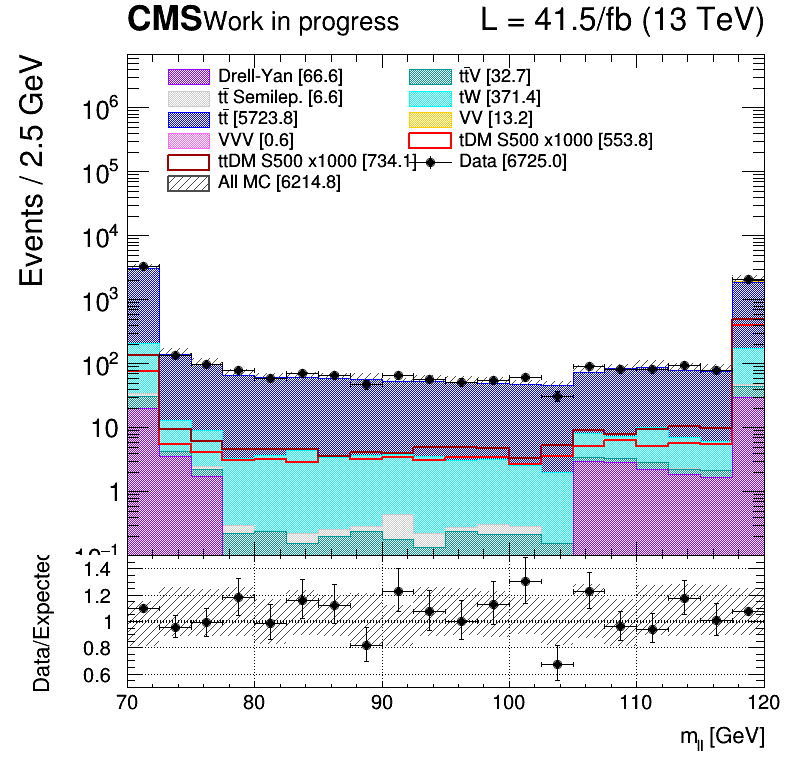 CMS Work in progress L = 41.5/fb (13 TeV)
Drell-Yan [66.6] tt̄V [32.7]
tt̄ Semilep. [6.6] tW [371.4]
tt̄ [5723.8] VV [13.2]
VVV [0.6] tDM S500 x1000 [553.8]
ttDM S500 x1000 [734.1] Data [6725.0]
All MC [6214.8]
Events / 2.5 GeV
10⁶
10⁵
10⁴
10³
10²
10
1
10⁻¹
Data/Expected
1.4
1.2
1
0.8
0.6
70 80 90 100 110 120
m_ll [GeV]